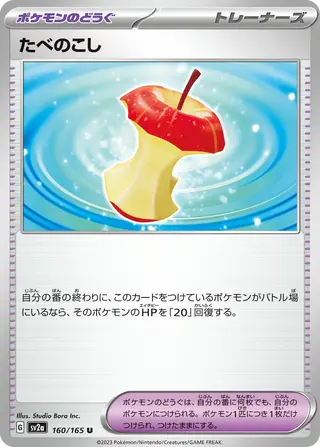 ポケモンのどうぐ
トレーナーズ
たべのこし
自分の番の終わりに、このカードをつけているポケモンがバトル場
にいるなら、そのポケモンのHPを「20」回復する。
Illus. Studio Bora Inc.
G sv2a 160/165 U
ポケモンのどうぐは、自分の番に何枚でも、ポケ
モンにつけられる。ポケモン1匹につき1枚だけ
つけられ、つけたままにする。
©2023 Pokémon/Nintendo/Creatures/GAME FREAK.